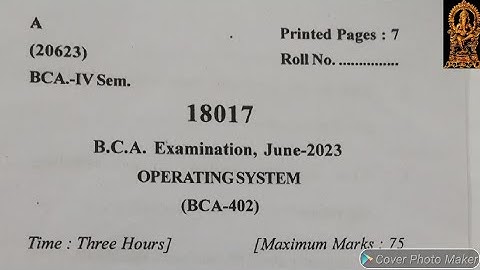 A
Printed Pages : 7
(20623)
Roll No. ...............
BCA.-IV Sem.
18017
B.C.A. Examination, June-2023
OPERATING SYSTEM
(BCA-402)
Time : Three Hours]
[Maximum Marks : 75
Cover Photo Maker